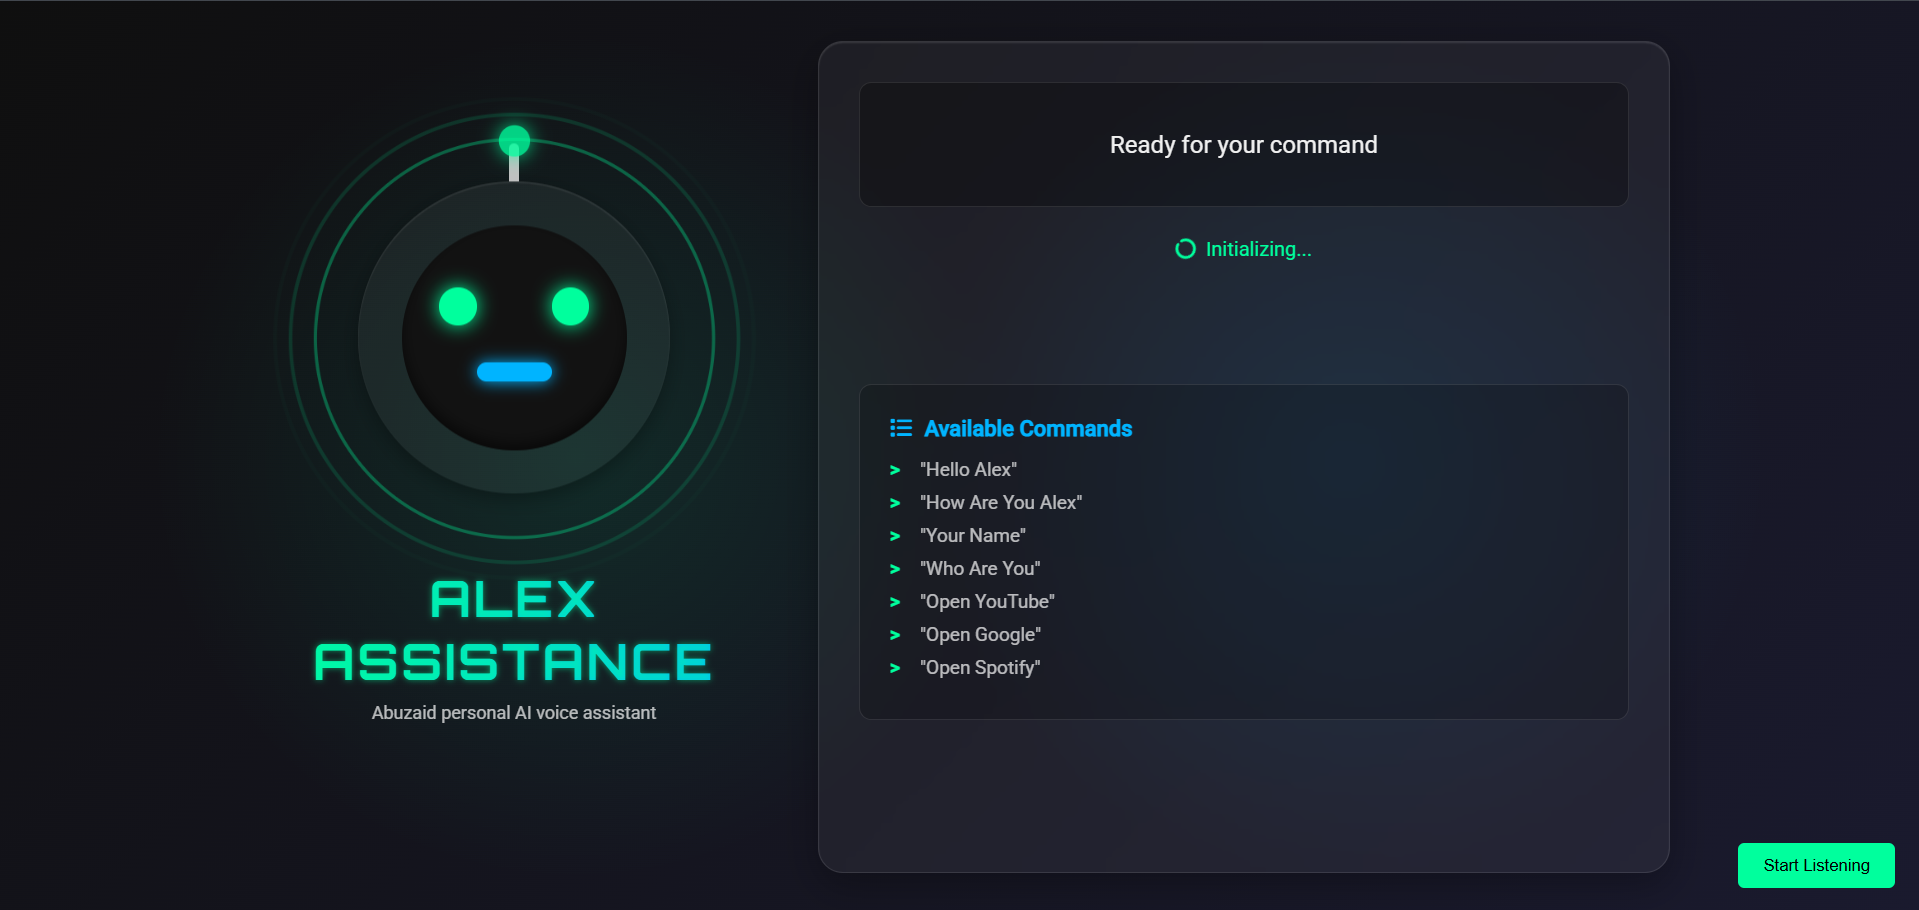 ALEX
ASSISTANCE
Abuzaid personal AI voice assistant
Ready for your command
Initializing...
Available Commands
> "Hello Alex"
> "How Are You Alex"
> "Your Name"
> "Who Are You"
> "Open YouTube"
> "Open Google"
> "Open Spotify"
Start Listening